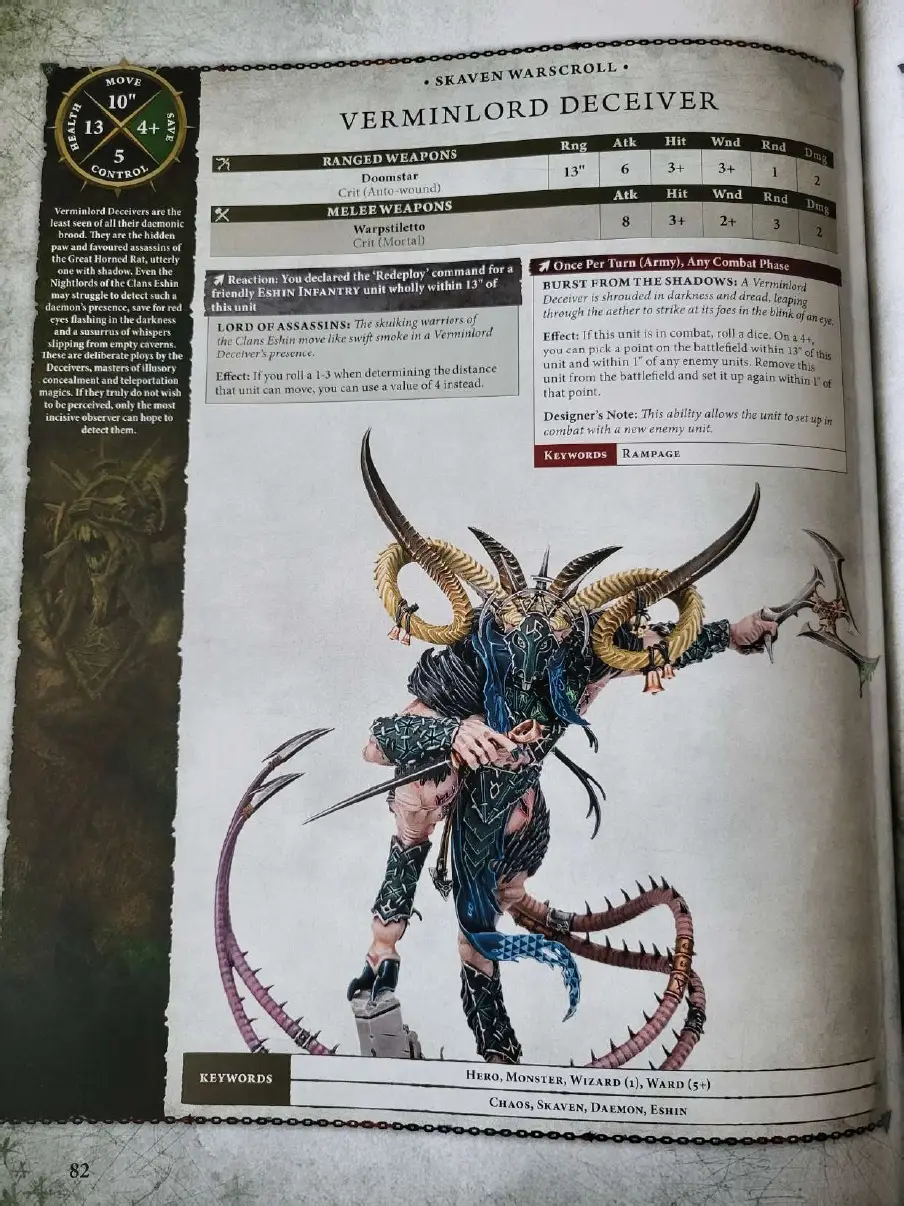 • SKAVEN WARSCROLL •
VERMINLORD DECEIVER
MOVE
10"
HEALTH
13
4+
SAVE
5
CONTROL
Verminlord Deceivers are the
least seen of all their daemonic
brood. They are the hidden
paw and favoured assassins of
the Great Horned Rat, utterly
one with shadow. Even the
Nightlords of the Clans Eshin
may struggle to detect such a
daemon's presence, save for red
eyes flashing in the darkness
and a susurrus of whispers
slipping from empty caverns.
These are deliberate ploys by the
Deceivers, masters of illusory
concealment and teleportation
magics. If they truly do not wish
to be perceived, only the most
incisive observer can hope to
detect them.
RANGED WEAPONS Rng Atk Hit Wnd Rnd Dmg
Doomstar 13" 6 3+ 3+ 1 2
Crit (Auto-wound)
MELEE WEAPONS Atk Hit Wnd Rnd Dmg
Warpstiletto 8 3+ 2+ 3 2
Crit (Mortal)
Reaction: You declared the 'Redeploy' command for a
friendly ESHIN INFANTRY unit wholly within 13" of
this unit
LORD OF ASSASSINS: The skulking warriors of
the Clans Eshin move like swift smoke in a Verminlord
Deceiver's presence.
Effect: If you roll a 1-3 when determining the distance
that unit can move, you can use a value of 4 instead.
Once Per Turn (Army), Any Combat Phase
BURST FROM THE SHADOWS: A Verminlord
Deceiver is shrouded in darkness and dread, leaping
through the aether to strike at its foes in the blink of an eye.
Effect: If this unit is in combat, roll a dice. On a 4+,
you can pick a point on the battlefield within 13" of this
unit and within 1" of any enemy units. Remove this
unit from the battlefield and set it up again within 1" of
that point.
Designer's Note: This ability allows the unit to set up in
combat with a new enemy unit.
KEYWORDS RAMPAGE
KEYWORDS
HERO, MONSTER, WIZARD (1), WARD (5+)
CHAOS, SKAVEN, DAEMON, ESHIN
82